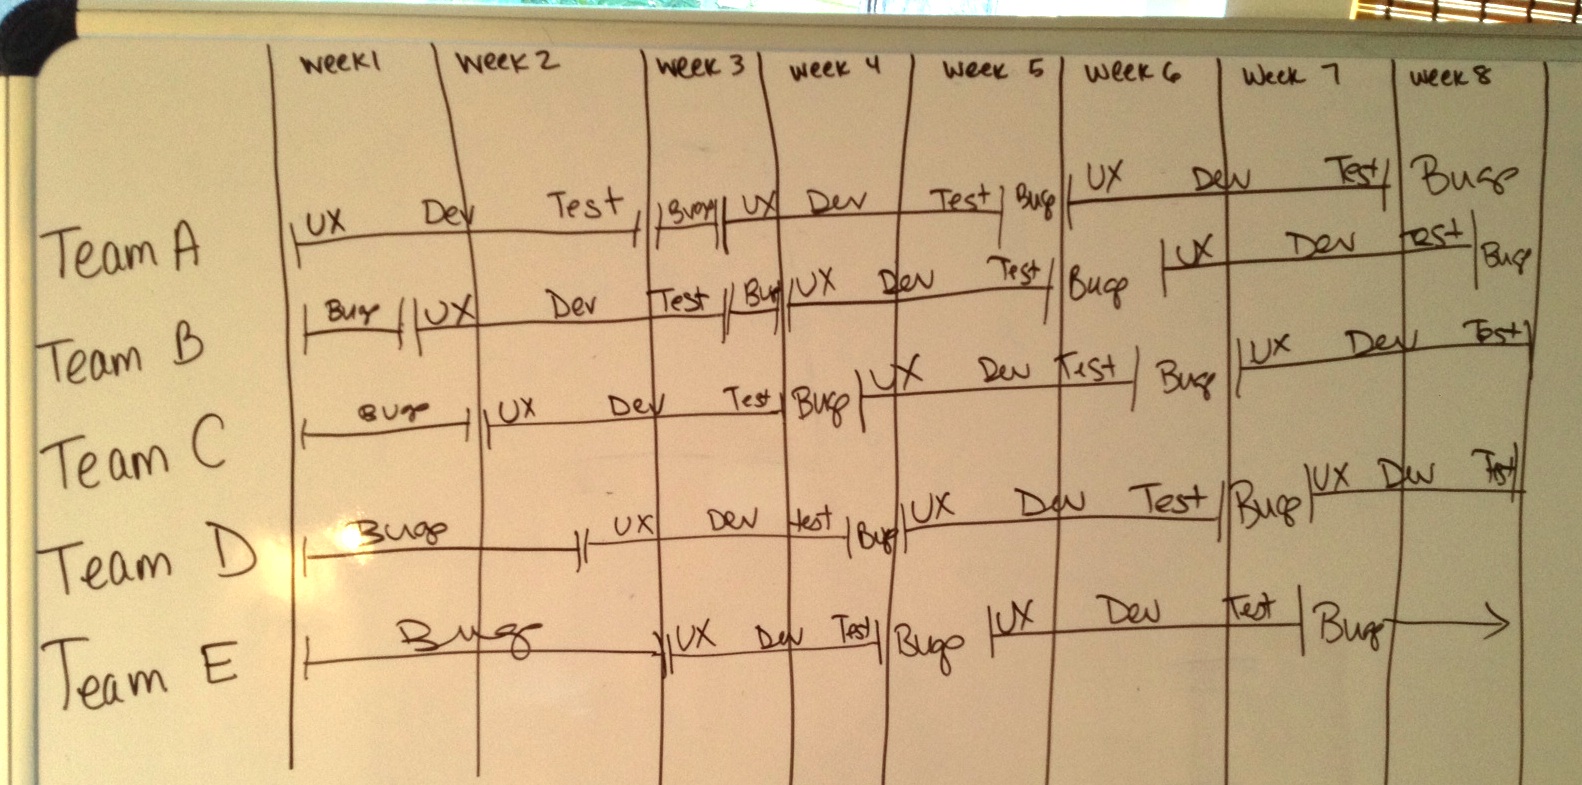 week1 week 2 week 3 week 4 week 5 week 6 week 7 week 8
Team A UX Dev Test Bugs UX Dev Test Bugs UX Dev Test Bugs
Team B Bugs UX Dev Test Bugs UX Dev Test Bugs UX Dev Test Bugs
Team C Bugs UX Dev Test Bugs UX Dev Test Bugs UX Dev Test
Team D Bugs UX Dev test Bugs UX Dev Test Bugs UX Dev Test
Team E Bugs UX Dev Test Bugs UX Dev Test Bugs